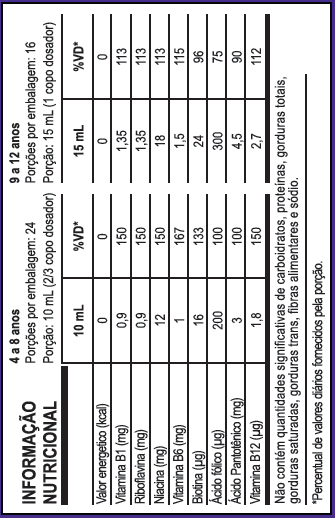 INFORMAÇÃO
NUTRICIONAL
4 a 8 anos
Porções por embalagem: 24
Porção: 10 mL (2/3 copo dosador)
9 a 12 anos
Porções por embalagem: 16
Porção: 15 mL (1 copo dosador)
10 mL %VD* 15 mL %VD*
Valor energetico (kcal) 0 0 0 0
Vitamina B1 (mg) 0,9 150 1,35 113
Riboflavina (mg) 0,9 150 1,35 113
Niacina (mg) 12 150 18 113
Vitamina B6 (mg) 1 167 1,5 115
Biotina (µg) 16 133 24 96
Ácido fólico (µg) 200 100 300 75
Ácido Pantotênico (mg) 3 100 4,5 90
Vitamina B12 (µg) 1,8 150 2,7 112
Não contém quantidades significativas de carboidratos, proteínas, gorduras totais,
gorduras saturadas, gorduras trans, fibras alimentares e sódio.
*Percentual de valores diários fornecidos pela porção.